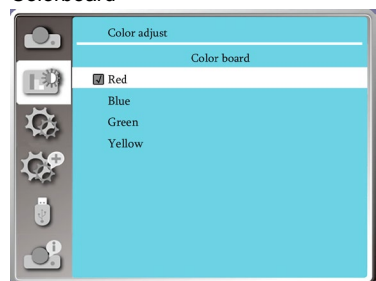 Colorboard
Color adjust
Color board
Red
Blue
Green
Yellow